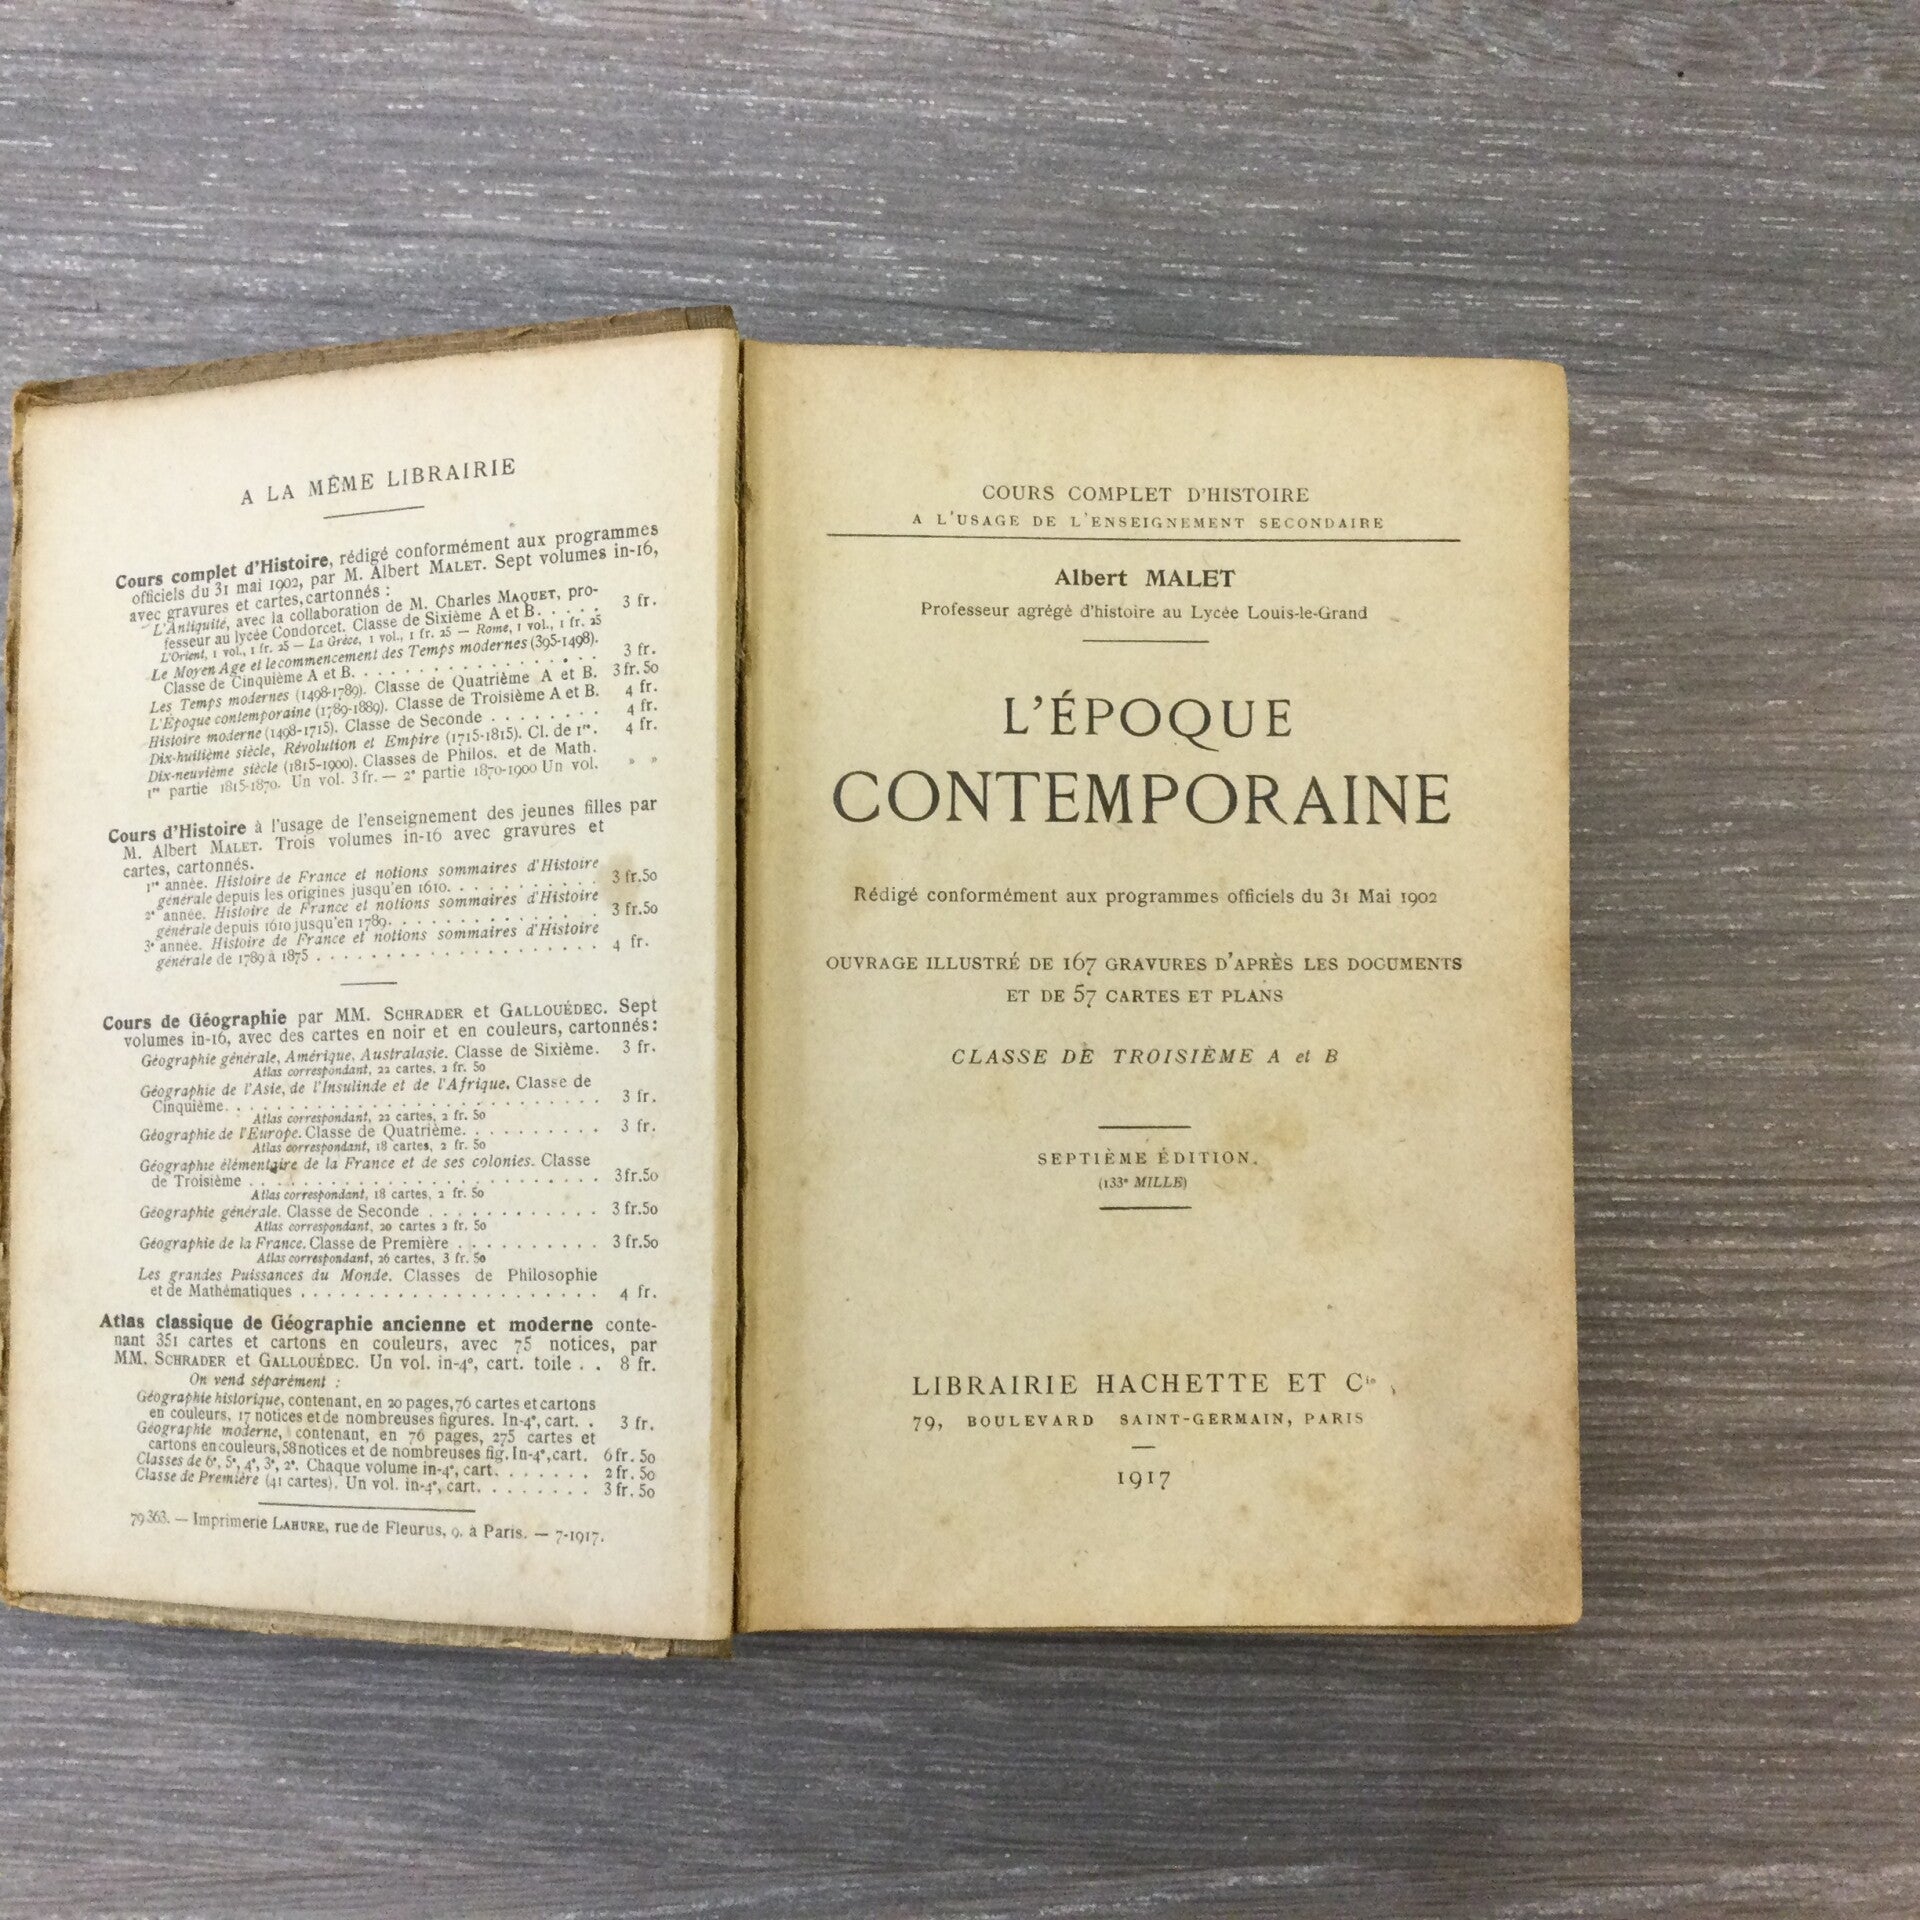 A LA MÊME LIBRAIRIE
Cours complet d'Histoire, rédigé conformément aux programmes
officiels du 31 mai 1902, par M. Albert MALET. Sept volumes in-16,
avec gravures et cartes, cartonnés :
L'Antiquité, avec la collaboration de M. Charles MAQUET, pro-
fesseur au lycée Condorcet. Classe de Sixième A et B. . . . . . 3 fr.
L'Orient, 1 vol., 1 fr. 25 — La Grèce, 1 vol., 1 fr. 25 — Rome, 1 vol., 1 fr. 25
Le Moyen Age et le commencement des Temps modernes (395-1498).
Classe de Cinquième A et B. . . . . . . . . . . . . . . 3 fr.
Les Temps modernes (1498-1789). Classe de Quatrième A et B. 3 fr. 50
L'Époque contemporaine (1789-1889). Classe de Troisième A et B. 4 fr.
Histoire moderne (1498-1715). Classe de Seconde . . . . . . . . 4 fr.
Dix-huitième siècle, Révolution et Empire (1715-1815). Cl. de 1re. 4 fr.
Dix-neuvième siècle (1815-1900). Classes de Philos. et de Math.
1re partie 1815-1870. Un vol. 3 fr. — 2e partie 1870-1900 Un vol. » »
Cours d'Histoire à l'usage de l'enseignement des jeunes filles par
M. Albert MALET. Trois volumes in-16 avec gravures et
cartes, cartonnés.
1re année. Histoire de France et notions sommaires d'Histoire
générale depuis les origines jusqu'en 1610. . . . . . . . . . . 3 fr. 50
2e année. Histoire de France et notions sommaires d'Histoire
générale depuis 1610 jusqu'en 1789. . . . . . . . . . . . . . 3 fr. 50
3e année. Histoire de France et notions sommaires d'Histoire
générale de 1789 à 1875 . . . . . . . . . . . . . . . . . . 4 fr.
Cours de Géographie par MM. SCHRADER et GALLOUÉDEC. Sept
volumes in-16, avec des cartes en noir et en couleurs, cartonnés :
Géographie générale, Amérique, Australasie. Classe de Sixième. 3 fr.
Atlas correspondant, 22 cartes, 2 fr. 50
Géographie de l'Asie, de l'Insulinde et de l'Afrique. Classe de
Cinquième. . . . . . . . . . . . . . . . . . . . . . . . 3 fr.
Atlas correspondant, 22 cartes, 2 fr. 50
Géographie de l'Europe. Classe de Quatrième. . . . . . . . . . 3 fr.
Atlas correspondant, 18 cartes, 2 fr. 50
Géographie élémentaire de la France et de ses colonies. Classe
de Troisième . . . . . . . . . . . . . . . . . . . . . . . 3 fr. 50
Atlas correspondant, 18 cartes, 2 fr. 50
Géographie générale. Classe de Seconde . . . . . . . . . . . . 3 fr. 50
Atlas correspondant, 20 cartes 2 fr. 50
Géographie de la France. Classe de Première . . . . . . . . . . 3 fr. 50
Atlas correspondant, 26 cartes, 3 fr. 50
Les grandes Puissances du Monde. Classes de Philosophie
et de Mathématiques . . . . . . . . . . . . . . . . . . . . 4 fr.
Atlas classique de Géographie ancienne et moderne conte-
nant 351 cartes et cartons en couleurs, avec 75 notices, par
MM. SCHRADER et GALLOUÉDEC. Un vol. in-4°, cart. toile . . 8 fr.
On vend séparément :
Géographie historique, contenant, en 20 pages, 76 cartes et cartons
en couleurs, 17 notices et de nombreuses figures. In-4°, cart. . 3 fr.
Géographie moderne, contenant, en 76 pages, 275 cartes et
cartons en couleurs, 58 notices et de nombreuses fig. In-4°, cart. 6 fr. 50
Classes de 6e, 5e, 4e, 3e, 2e. Chaque volume in-4°, cart. . . . . . . . 2 fr. 50
Classe de Première (41 cartes). Un vol. in-4°, cart. . . . . . . . . 3 fr. 50
79363. — Imprimerie LAHURE, rue de Fleurus, 9, à Paris. — 7-1917.
COURS COMPLET D'HISTOIRE
A L'USAGE DE L'ENSEIGNEMENT SECONDAIRE
Albert MALET
Professeur agrégé d'histoire au Lycée Louis-le-Grand
L'ÉPOQUE
CONTEMPORAINE
Rédigé conformément aux programmes officiels du 31 Mai 1902
OUVRAGE ILLUSTRÉ DE 167 GRAVURES D'APRÈS LES DOCUMENTS
ET DE 57 CARTES ET PLANS
CLASSE DE TROISIÈME A et B
SEPTIÈME ÉDITION.
(133e MILLE)
LIBRAIRIE HACHETTE ET Cie
79, BOULEVARD SAINT-GERMAIN, PARIS
1917